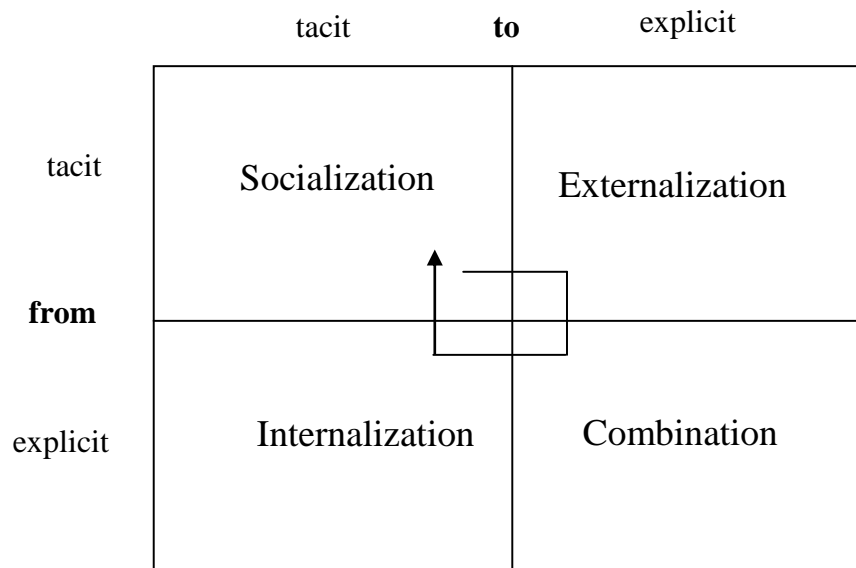 tacit to explicit
tacit
Socialization Externalization
from
explicit
Internalization Combination